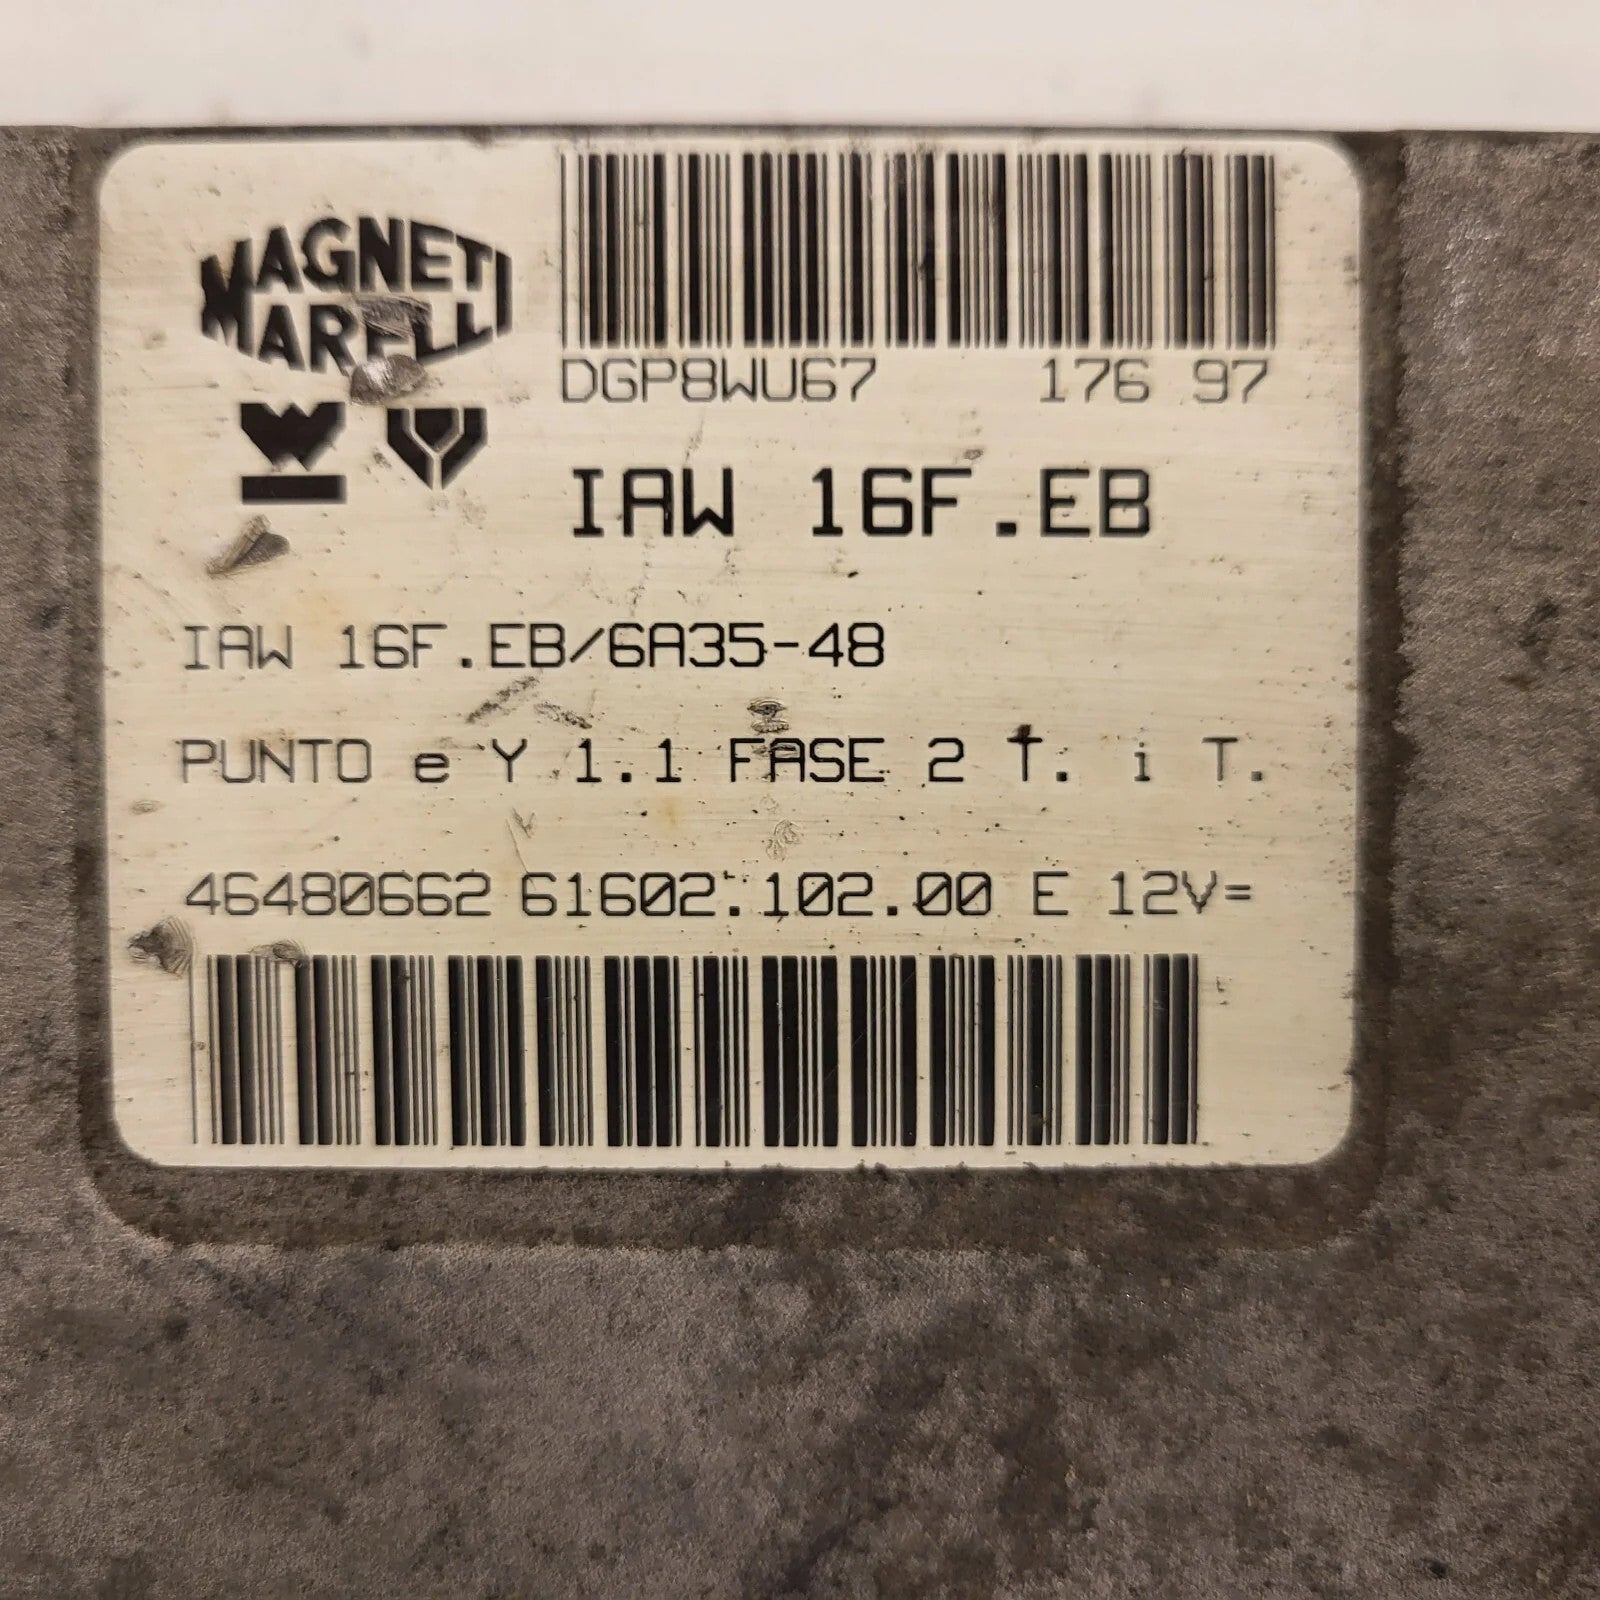 MAGNETI
MARELLI
DGP8WU67 176 97
IAW 16F.EB
IAW 16F.EB/6A35-48
PUNTO e Y 1.1 FASE 2 T. i T.
46480662 61602.102.00 E 12V=